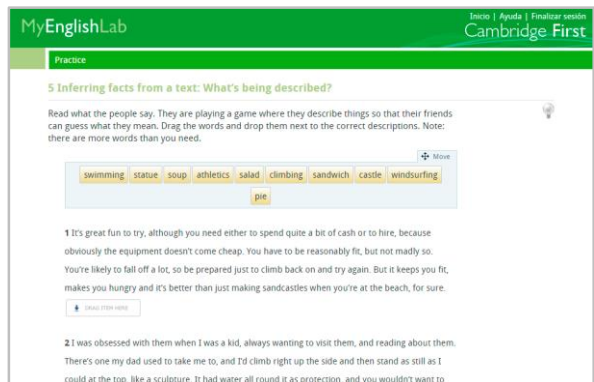 Inicio | Ayuda | Finalizar sesión
MyEnglishLab
Cambridge First
Practice
5 Inferring facts from a text: What's being described?
Read what the people say. They are playing a game where they describe things so that their friends
can guess what they mean. Drag the words and drop them next to the correct descriptions. Note:
there are more words than you need.
Move
swimming statue soup athletics salad climbing sandwich castle windsurfing
pie
1 It's great fun to try, although you need either to spend quite a bit of cash or to hire, because
obviously the equipment doesn't come cheap. You have to be reasonably fit, but not madly so.
You're likely to fall off a lot, so be prepared just to climb back on and try again. But it keeps you fit,
makes you hungry and it's better than just making sandcastles when you're at the beach, for sure.
DRAG ITEM HERE
2 I was obsessed with them when I was a kid, always wanting to visit them, and reading about them.
There's one my dad used to take me to, and I'd climb right up the side and then stand as still as I
could at the top, like a sculpture. It had water all round it as protection, and you wouldn't want to